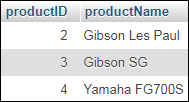 productID productName
2 Gibson Les Paul
3 Gibson SG
4 Yamaha FG700S